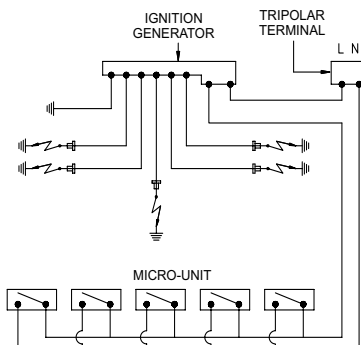 IGNITION
GENERATOR
TRIPOLAR
TERMINAL
L N
MICRO-UNIT